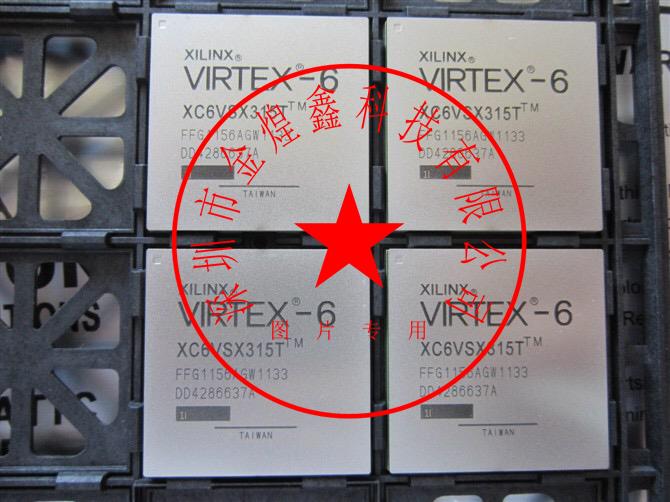 XILINX®
VIRTEX®-6
XC6VSX315T™
FFG1156AGW1133
DD4286637A
1I
TAIWAN
XILINX®
VIRTEX®-6
XC6VSX315T™
FFG1156AGW1133
DD4286637A
1I
TAIWAN
XILINX®
VIRTEX®-6
XC6VSX315T™
FFG1156AGW1133
DD4286637A
1I
TAIWAN
XILINX®
VIRTEX®-6
XC6VSX315T™
FFG1156AGW1133
DD4286637A
1I
TAIWAN
深圳市金煌鑫科技有限公司
图片专用